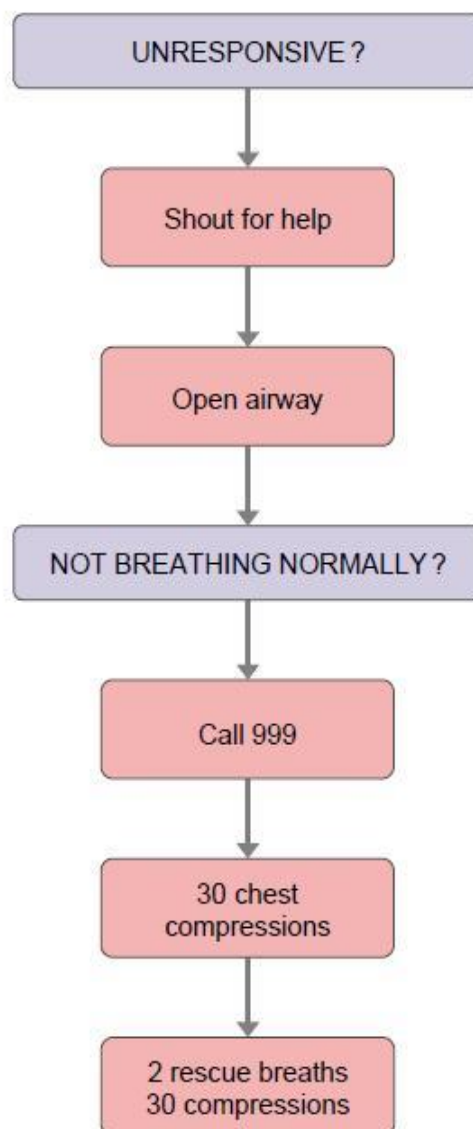 UNRESPONSIVE ?
Shout for help
Open airway
NOT BREATHING NORMALLY ?
Call 999
30 chest
compressions
2 rescue breaths
30 compressions